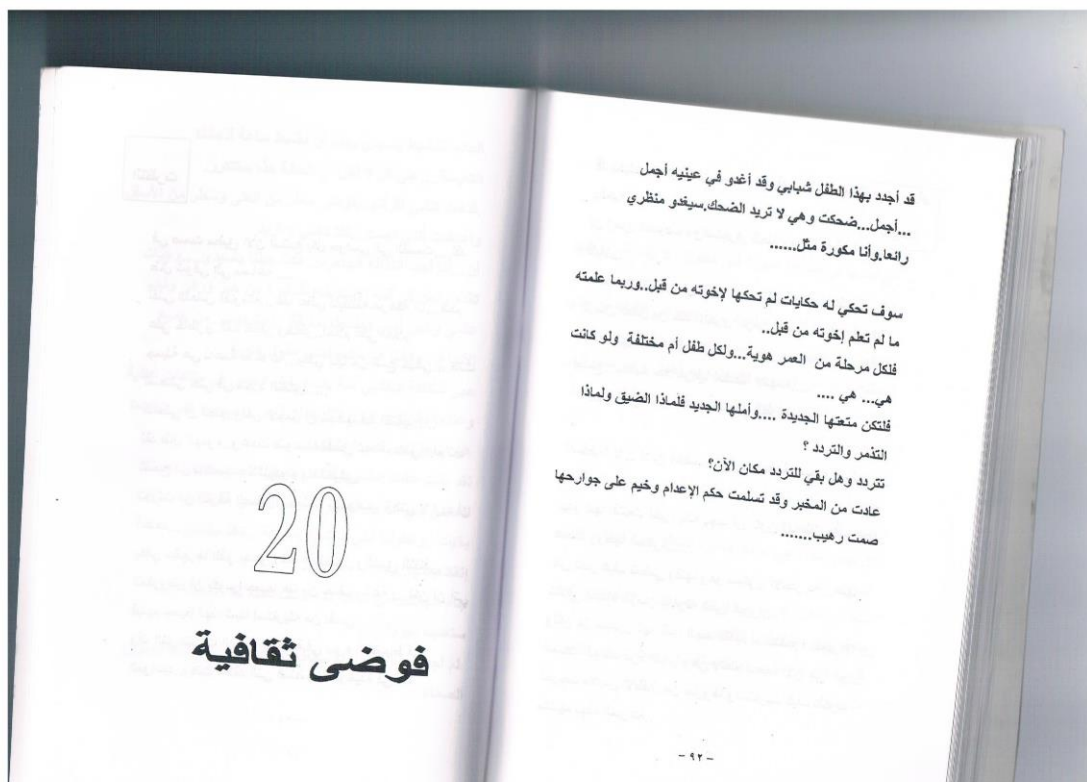 قد أجدد بهذا الطفل شبابي وقد أغدو في عينيه أجمل
...أجمل...ضحكت وهي لا تريد الضحك.سيغدو منظري
رائعا.وأنا مكورة مثل......
سوف تحكي له حكايات لم تحكها لإخوته من قبل..وربما علمته
ما لم تعلم إخوته من قبل..
فلكل مرحلة من العمر هوية...ولكل طفل أم مختلفة ولو كانت
هي... هي ....
فلتكن متعتها الجديدة ....وأملها الجديد فلماذا الضيق ولماذا
التذمر والتردد ؟
تتردد وهل بقي للتردد مكان الأن؟
عادت من المخبر وقد تسلمت حكم الإعدام وخيم على جوارحها
صمت رهيب.......
- ٩٢ -
20
فوضى ثقافية